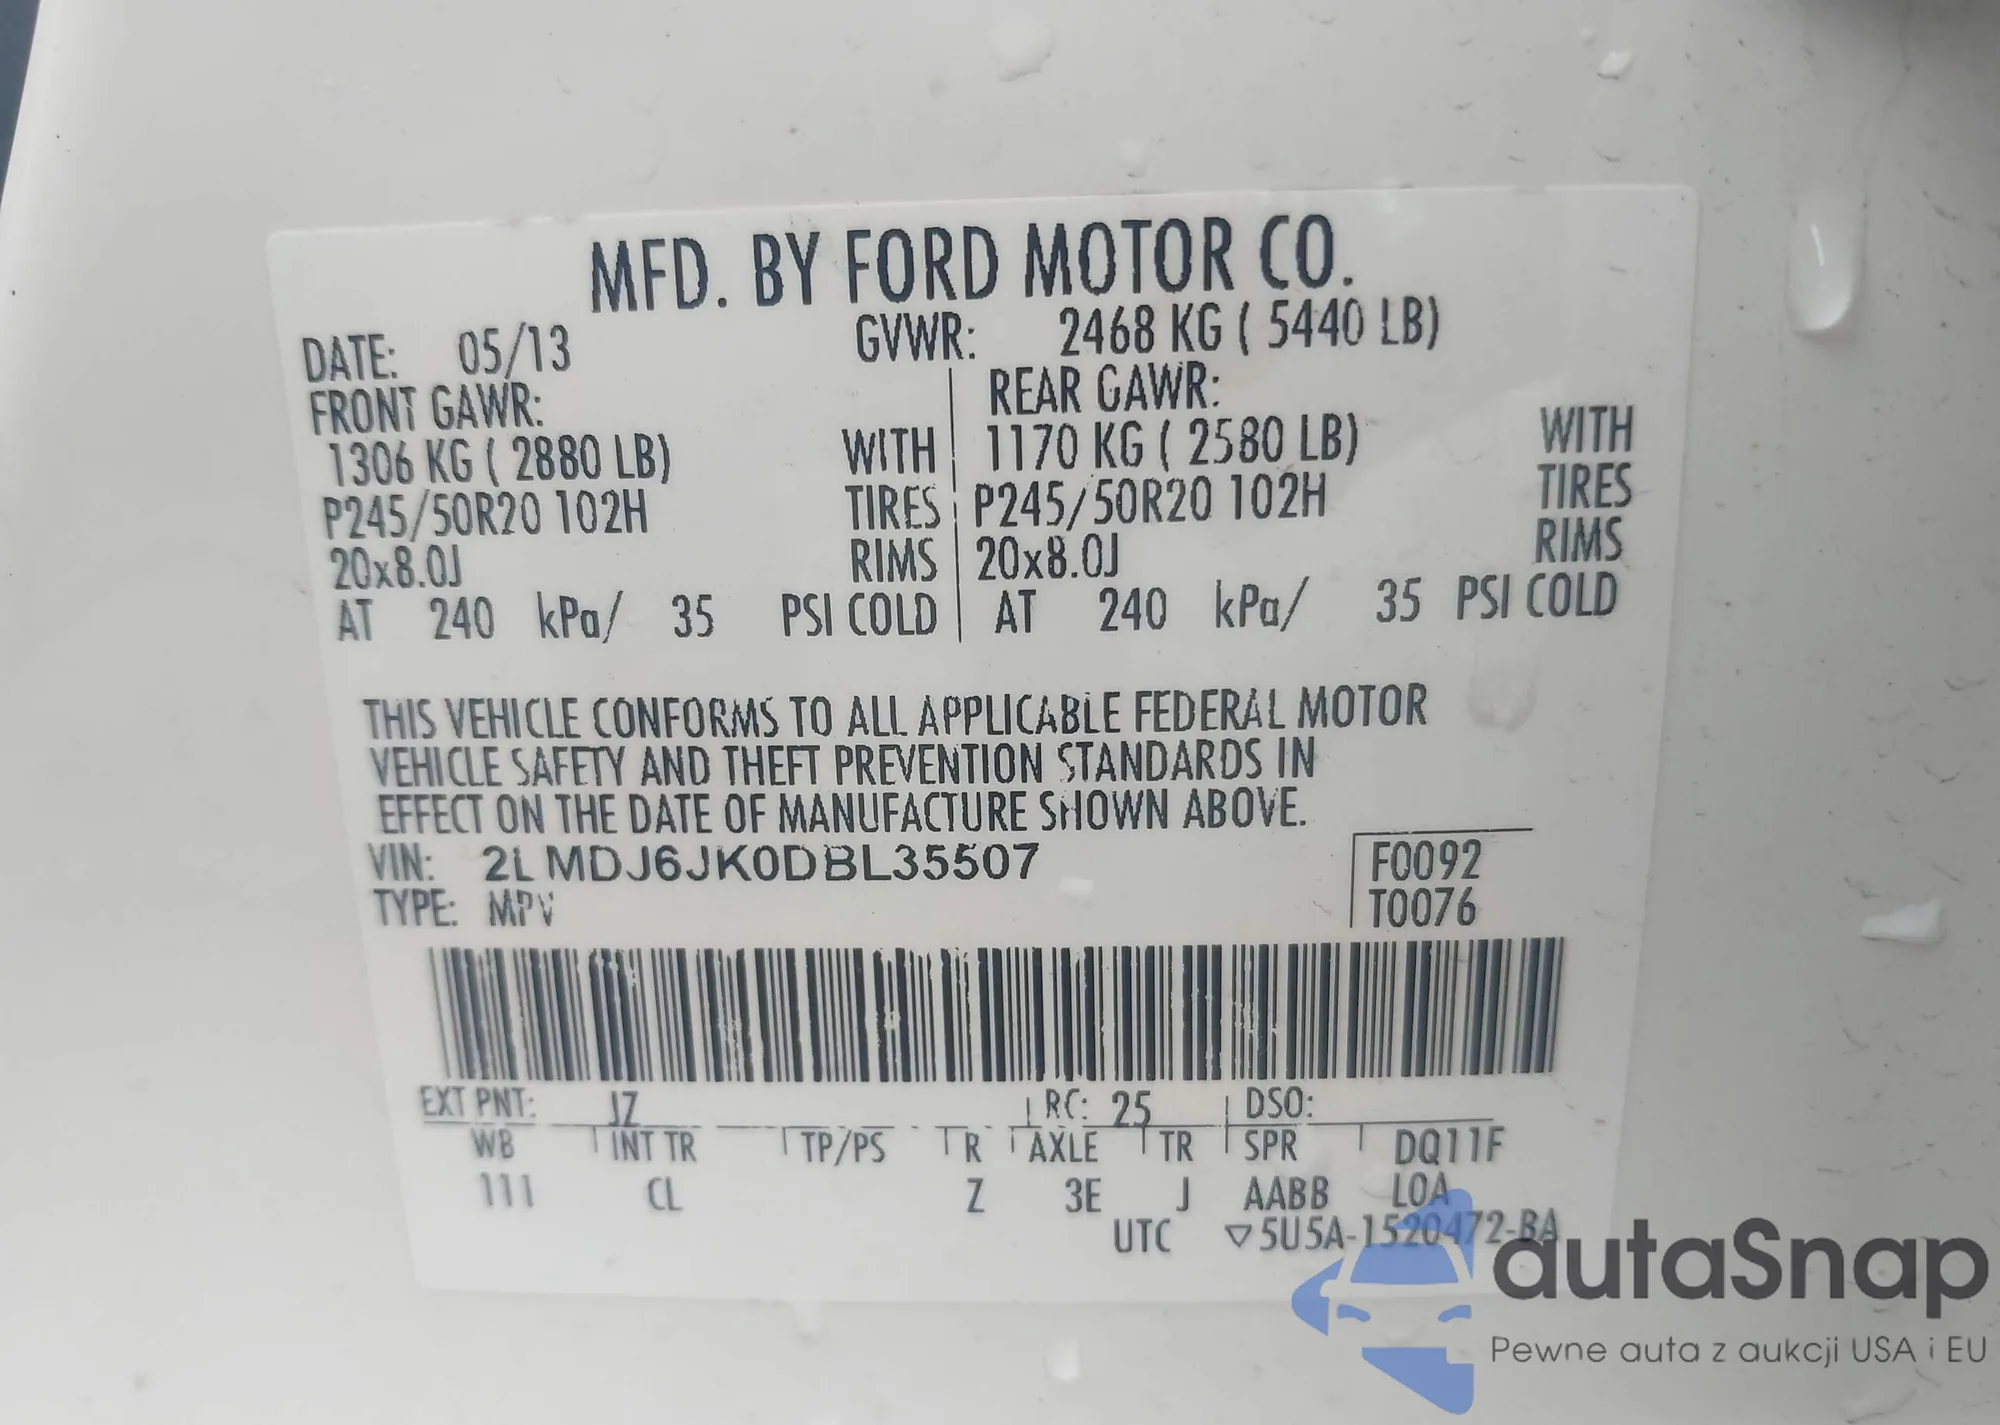 MFD. BY FORD MOTOR CO.
DATE: 05/13 GVWR: 2468 KG ( 5440 LB)
FRONT GAWR: REAR GAWR:
1306 KG ( 2880 LB) WITH 1170 KG ( 2580 LB) WITH
P245/50R20 102H TIRES P245/50R20 102H TIRES
20x8.0J RIMS 20x8.0J RIMS
AT 240 kPa/ 35 PSI COLD AT 240 kPa/ 35 PSI COLD
THIS VEHICLE CONFORMS TO ALL APPLICABLE FEDERAL MOTOR
VEHICLE SAFETY AND THEFT PREVENTION STANDARDS IN
EFFECT ON THE DATE OF MANUFACTURE SHOWN ABOVE.
VIN: 2LMDJ6JK0DBL35507 F0092
TYPE: MPV T0076
EXT PNT: JZ RC: 25 DSO:
WB INT TR TP/PS R AXLE TR SPR DQ11F
111 CL Z 3E J AABB LOA
UTC ▽5U5A-1520472-BA
autaSnap
Pewne auta z aukcji USA i EU